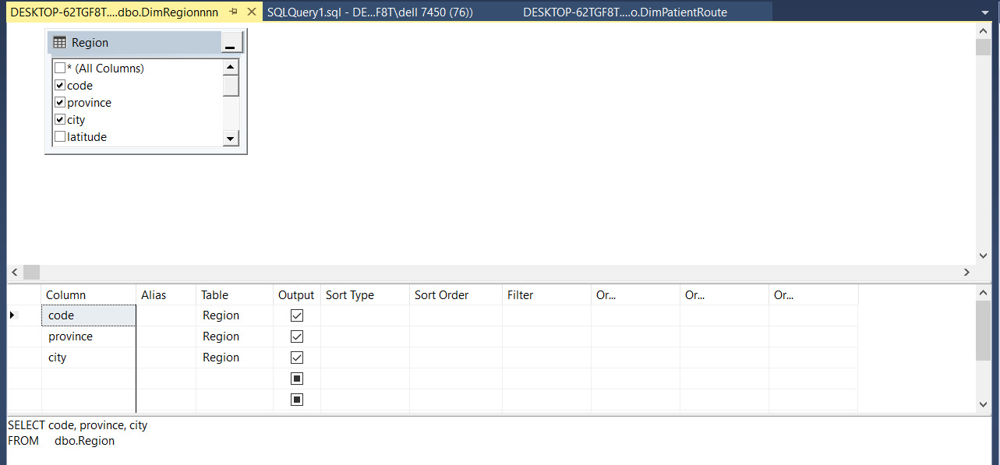 DESKTOP-62TGF8T....dbo.DimRegionnnn SQLQuery1.sql - DE...F8T\dell 7450 (76)) DESKTOP-62TGF8T....o.DimPatientRoute
Region
* (All Columns)
code
province
city
latitude
Column Alias Table Output Sort Type Sort Order Filter Or... Or... Or...
code Region
province Region
city Region
SELECT code, province, city
FROM dbo.Region